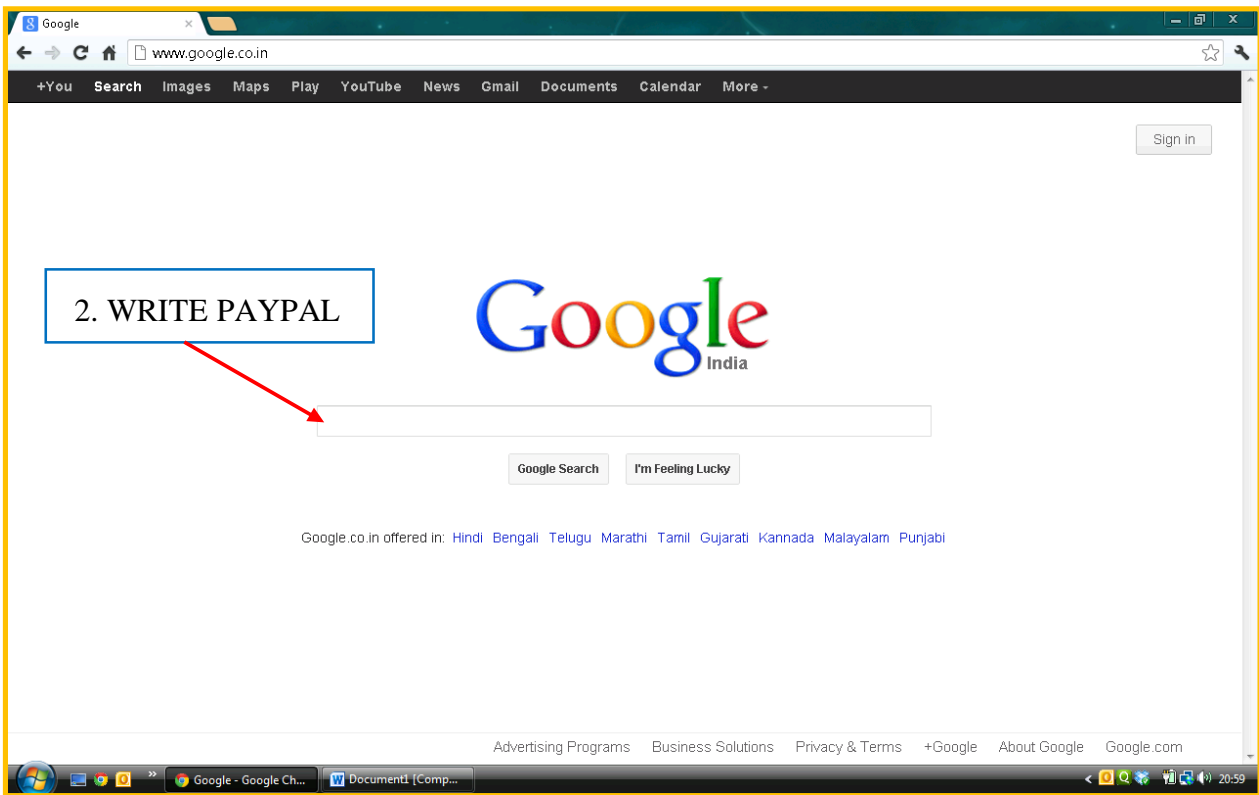 Google
www.google.co.in
+You Search Images Maps Play YouTube News Gmail Documents Calendar More
Sign in
2. WRITE PAYPAL
Google
India
Google Search I'm Feeling Lucky
Google.co.in offered in: Hindi Bengali Telugu Marathi Tamil Gujarati Kannada Malayalam Punjabi
Advertising Programs Business Solutions Privacy & Terms +Google About Google Google.com
Google - Google Ch... Document1 [Comp... 20:59